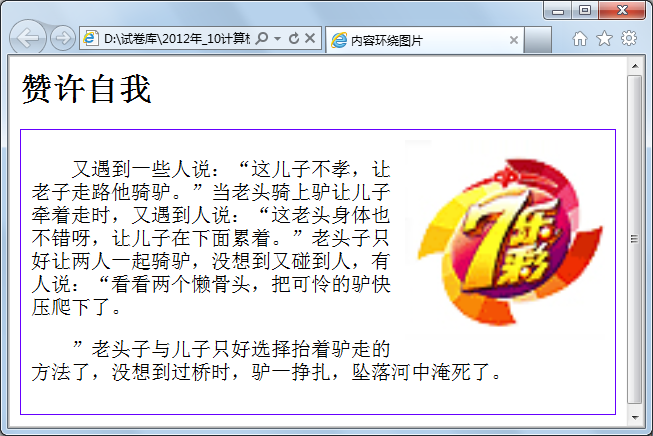 D:\试卷库\2012年_10计算
内容环绕图片
赞许自我
又遇到一些人说：“这儿子不孝，让
老子走路他骑驴。”当老头骑上驴让儿子
牵着走时，又遇到人说：“这老头身体也
不错呀，让儿子在下面累着。”老头子只
好让两人一起骑驴，没想到又碰到人，有
人说：“看看两个懒骨头，把可怜的驴快
压爬下了。
”老头子与儿子只好选择抬着驴走的
方法了，没想到过桥时，驴一挣扎，坠落河中淹死了。
7乐彩